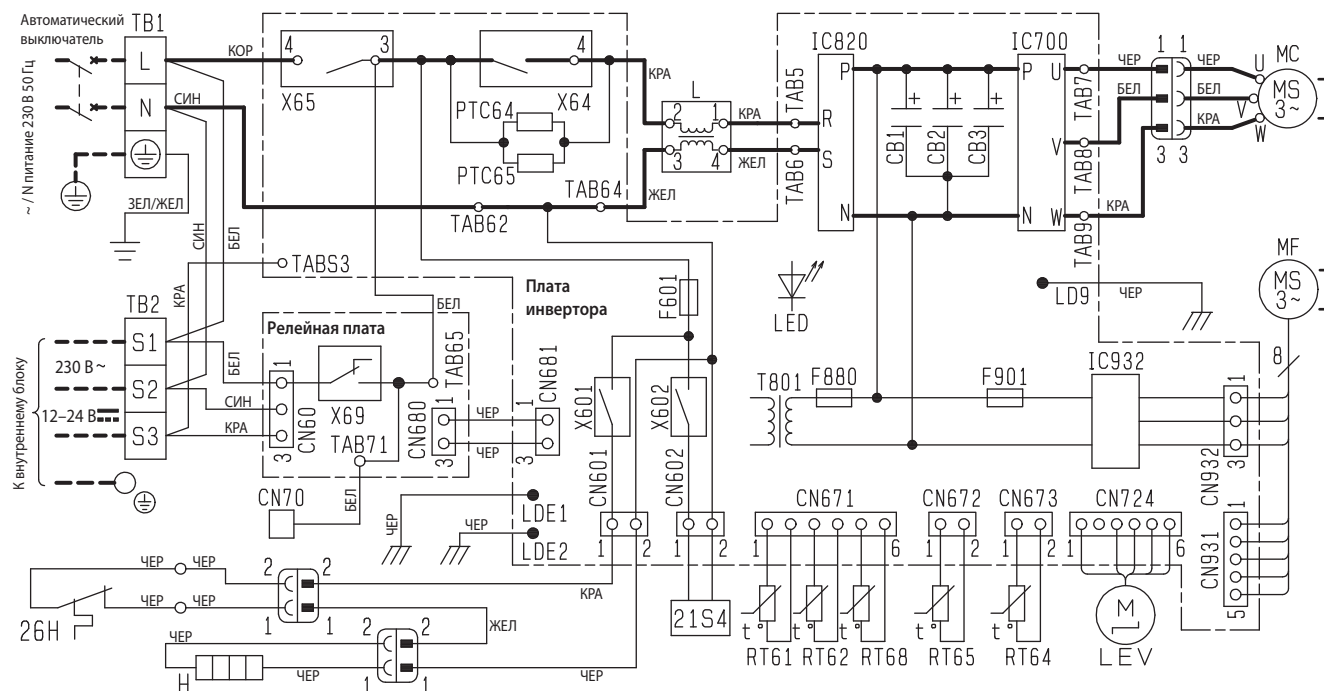 Автоматический
выключатель
TB1
L
N
~ / N питание 230 В 50 Гц
КОР
СИН
ЗЕЛ/ЖЕЛ
СИН
БЕЛ
КРА
4
3
X65
4
X64
PTC64
PTC65
TAB62
TAB64
КРА
ЖЕЛ
L
2
1
3
4
КРА
ЖЕЛ
TAB5
TAB6
IC820
P
R
S
N
+
+
+
CB1
CB2
CB3
IC700
P
U
V
N
W
TAB7
TAB8
TAB9
ЧЕР
БЕЛ
КРА
1
1
3
3
ЧЕР
БЕЛ
КРА
U
V
W
MC
MS
3~
TABS3
TB2
S1
S2
S3
К внутреннему блоку
230 В ~
12–24 В
БЕЛ
СИН
КРА
Релейная плата
1
CN60
3
X69
TAB71
БЕЛ
TAB65
CN680
1
3
ЧЕР
ЧЕР
CN681
1
3
Плата
инвертора
F601
LED
LD9
ЧЕР
MF
MS
3~
8
X601
X602
CN601
CN602
1
2
1
2
T801
F880
F901
IC932
1
CN932
3
CN70
БЕЛ
ЧЕР
LDE1
ЧЕР
LDE2
CN671
1
6
CN672
1
2
CN673
1
2
CN724
1
6
1
CN931
5
ЧЕР
ЧЕР
ЧЕР
ЧЕР
26H
2
2
1
1
КРА
ЖЕЛ
ЧЕР
H
ЧЕР
2
2
1
1
ЧЕР
21S4
t°
t°
t°
t°
RT61
RT62
RT68
RT65
RT64
M
LEV